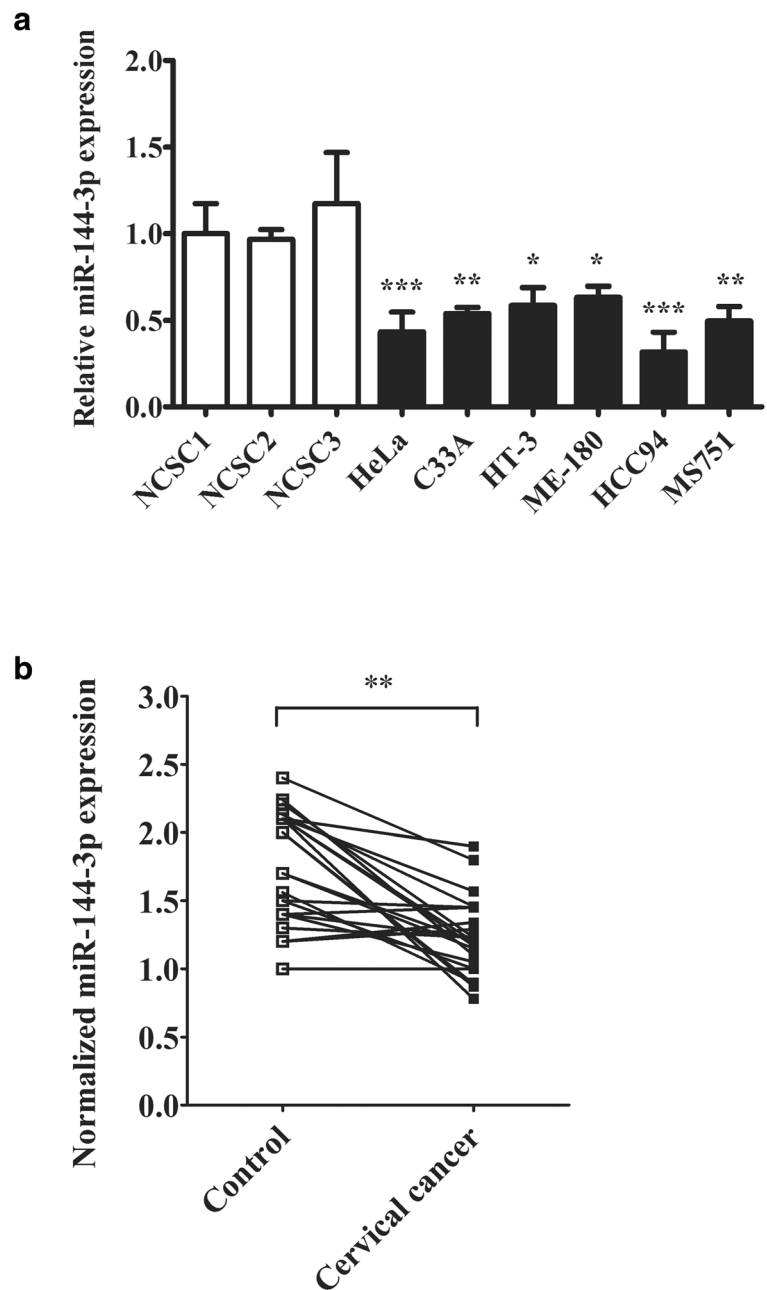 a
Relative miR-144-3p expression
2.0
1.5
1.0
0.5
0.0
*** ** * * *** **
NCSC1 NCSC2 NCSC3 HeLa C33A HT-3 ME-180 HCC94 MS751
b
Normalized miR-144-3p expression
**
3.0
2.5
2.0
1.5
1.0
0.5
0.0
Control Cervical cancer